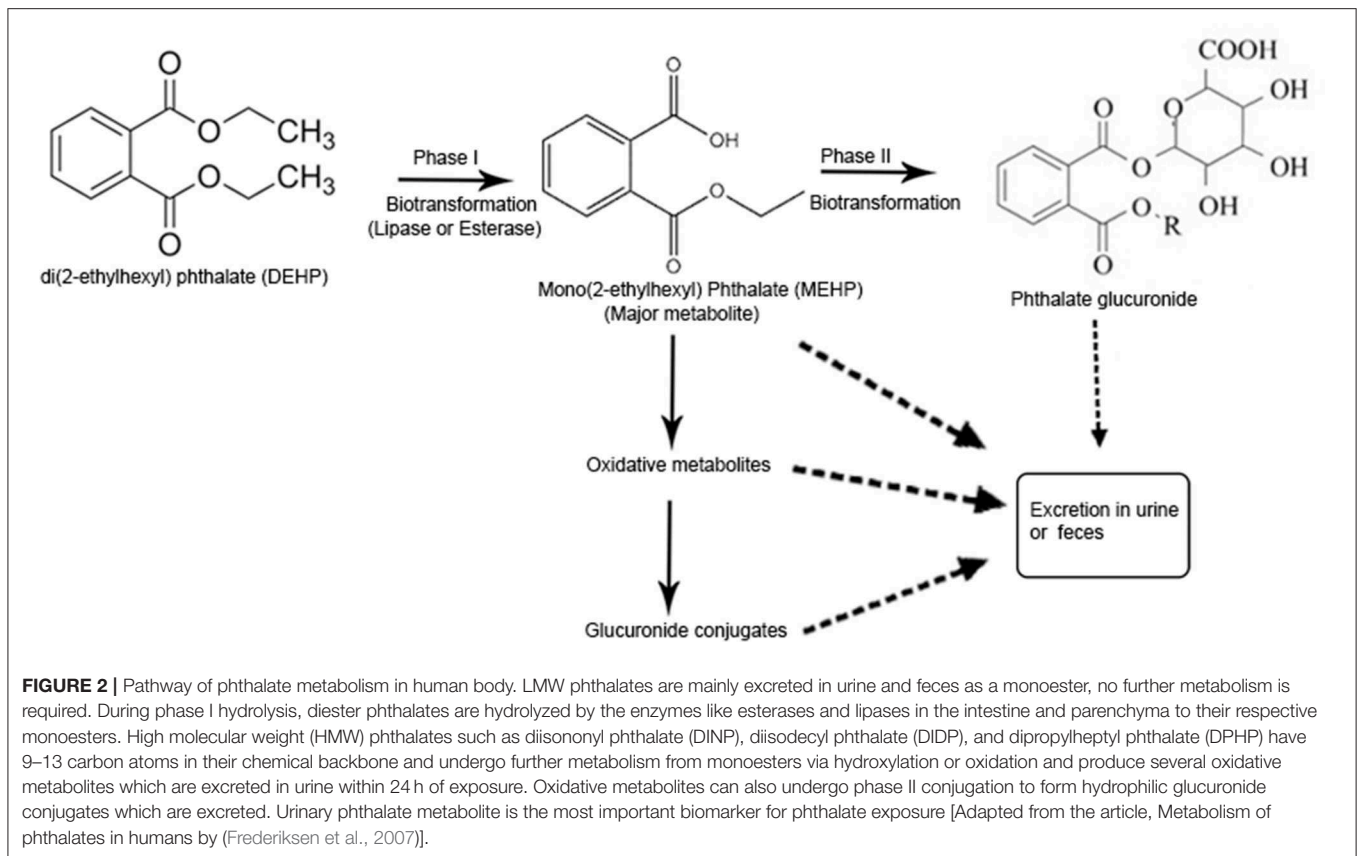 O
O
CH3
O
CH3
O
di(2-ethylhexyl) phthalate (DEHP)
Phase I
Biotransformation
(Lipase or Esterase)
O
OH
O
O
Mono(2-ethylhexyl) Phthalate (MEHP)
(Major metabolite)
Phase II
Biotransformation
COOH
O
OH
O
O
OH
O
R
OH
O
Phthalate glucuronide
Oxidative metabolites
Excretion in urine
or feces
Glucuronide conjugates
FIGURE 2 | Pathway of phthalate metabolism in human body. LMW phthalates are mainly excreted in urine and feces as a monoester, no further metabolism is
required. During phase I hydrolysis, diester phthalates are hydrolyzed by the enzymes like esterases and lipases in the intestine and parenchyma to their respective
monoesters. High molecular weight (HMW) phthalates such as diisononyl phthalate (DINP), diisodecyl phthalate (DIDP), and dipropylheptyl phthalate (DPHP) have
9–13 carbon atoms in their chemical backbone and undergo further metabolism from monoesters via hydroxylation or oxidation and produce several oxidative
metabolites which are excreted in urine within 24 h of exposure. Oxidative metabolites can also undergo phase II conjugation to form hydrophilic glucuronide
conjugates which are excreted. Urinary phthalate metabolite is the most important biomarker for phthalate exposure [Adapted from the article, Metabolism of
phthalates in humans by (Frederiksen et al., 2007)].